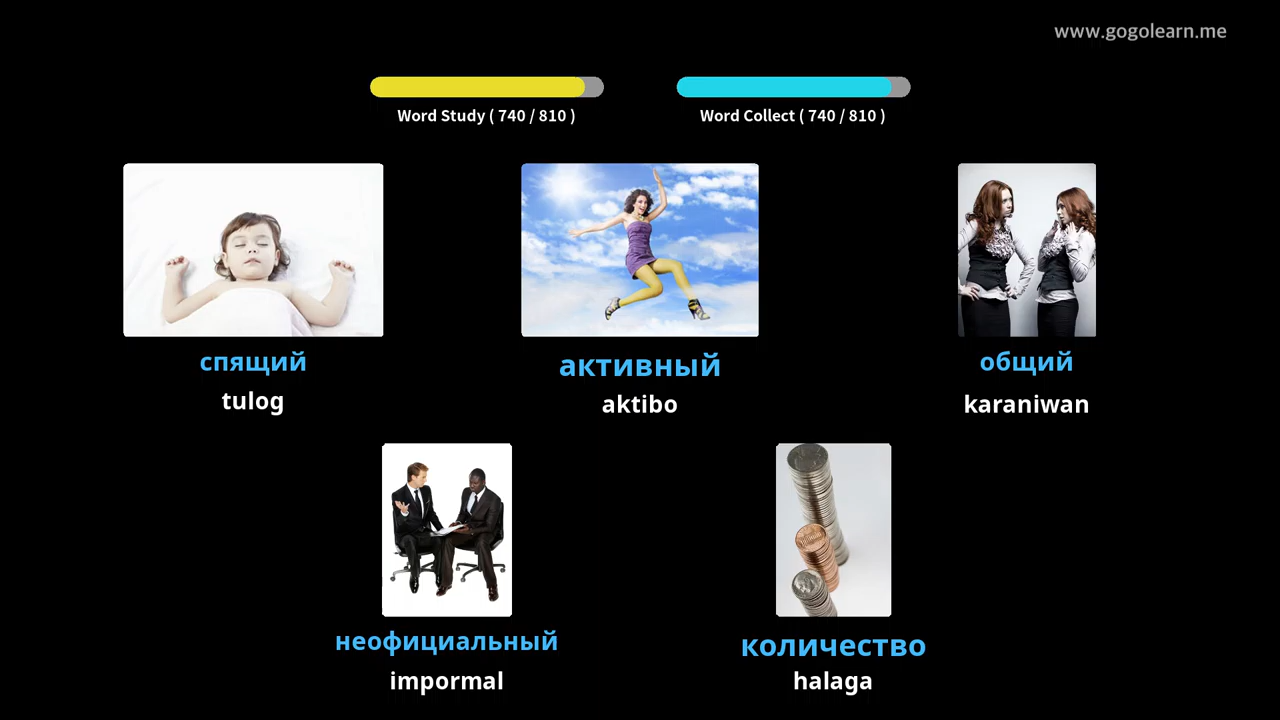 www.gogolearn.me
Word Study ( 740 / 810 )
Word Collect ( 740 / 810 )
спящий
tulog
активный
aktibo
общий
karaniwan
неофициальный
impormal
количество
halaga